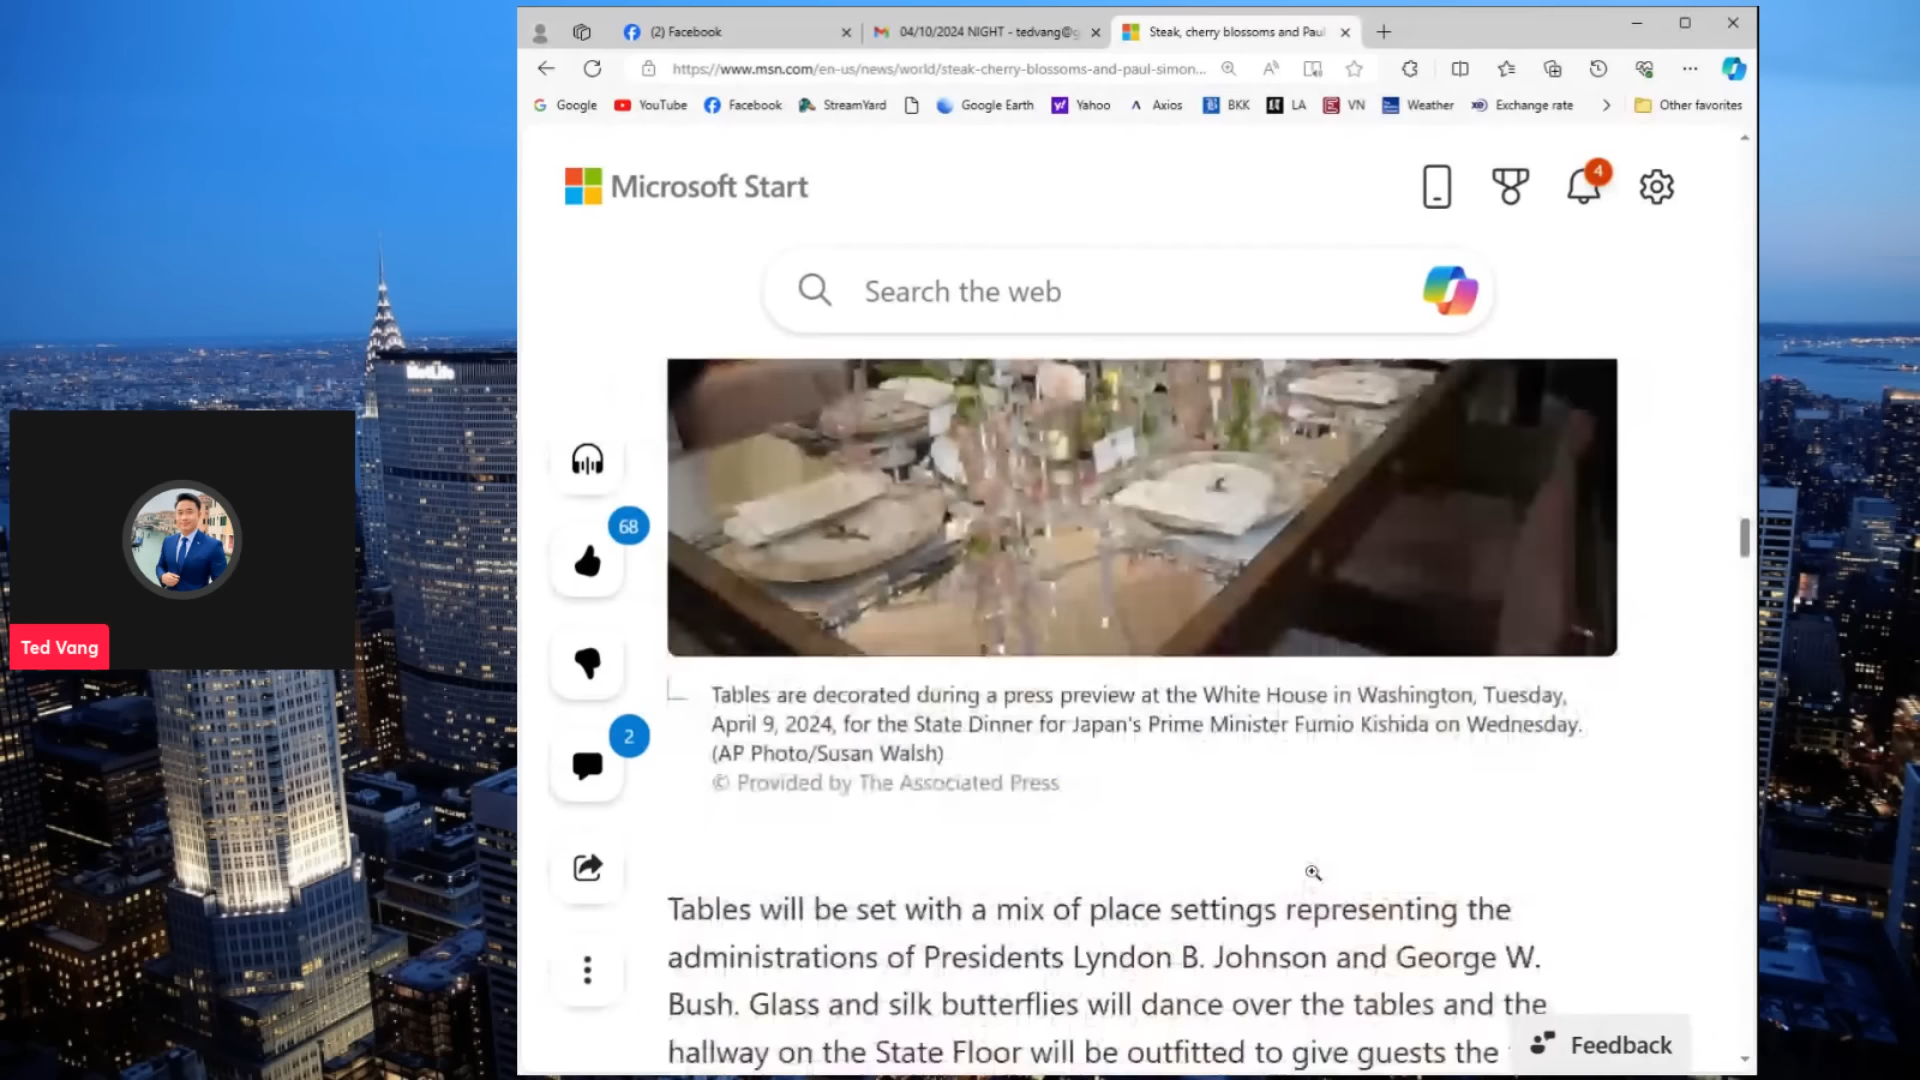 (2) Facebook
04/10/2024 NIGHT - tedvang@g
Steak, cherry blossoms and Paul
https://www.msn.com/en-us/news/world/steak-cherry-blossoms-and-paul-simon...
Google
YouTube
Facebook
StreamYard
Google Earth
Yahoo
Axios
BKK
LA
VN
Weather
Exchange rate
Other favorites
Microsoft Start
4
Search the web
MetLife
68
2
Ted Vang
Tables are decorated during a press preview at the White House in Washington, Tuesday,
April 9, 2024, for the State Dinner for Japan's Prime Minister Fumio Kishida on Wednesday.
(AP Photo/Susan Walsh)
© Provided by The Associated Press
Tables will be set with a mix of place settings representing the
administrations of Presidents Lyndon B. Johnson and George W.
Bush. Glass and silk butterflies will dance over the tables and the
hallway on the State Floor will be outfitted to give guests the
Feedback